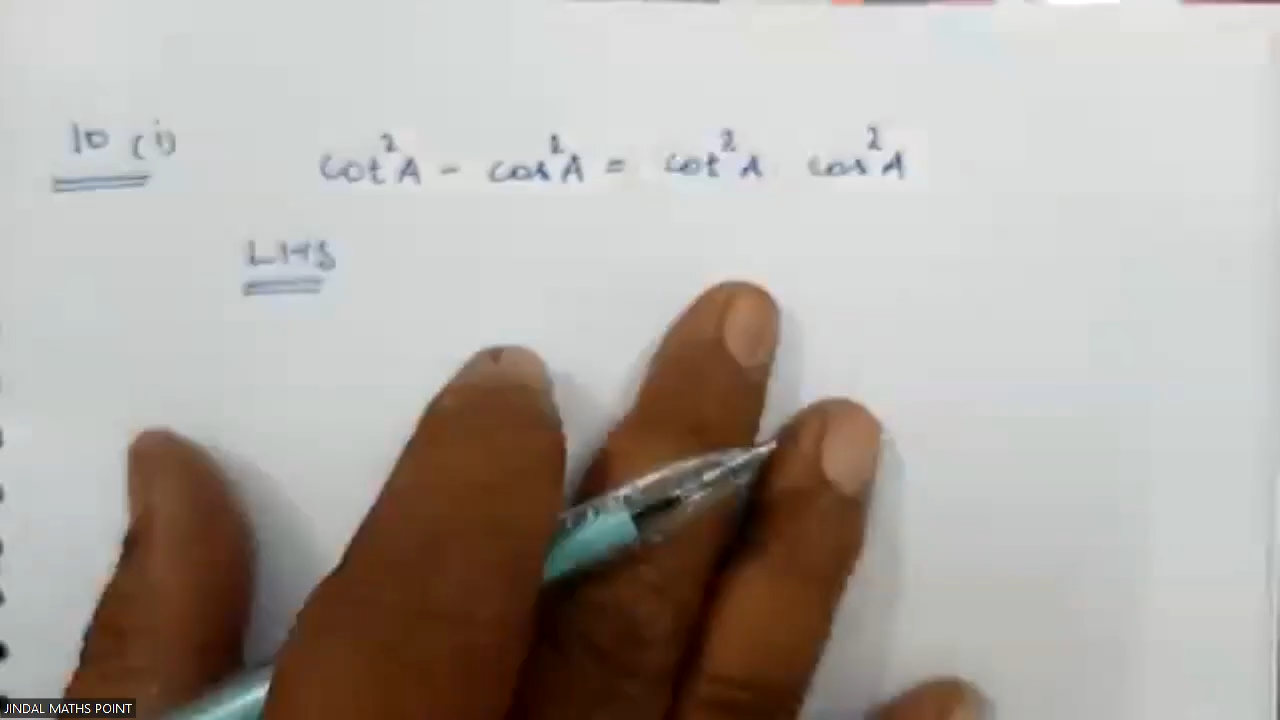 10 (i) cot²A - cos²A = cot²A cos²A
LHS
JINDAL MATHS POINT